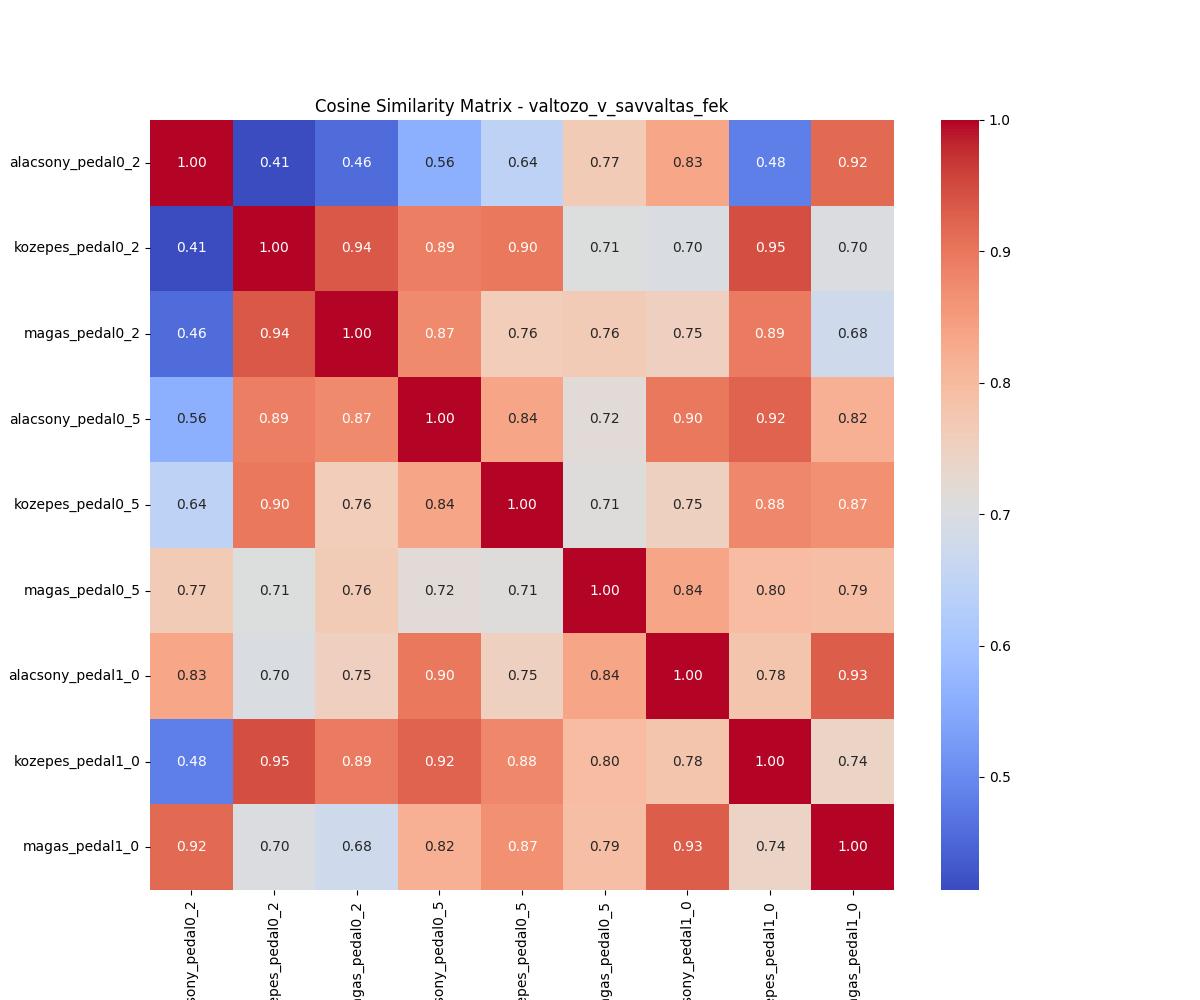 Cosine Similarity Matrix - valtozo_v_savvaltas_fek
alacsony_pedal0_2 1.00 0.41 0.46 0.56 0.64 0.77 0.83 0.48 0.92
kozepes_pedal0_2 0.41 1.00 0.94 0.89 0.90 0.71 0.70 0.95 0.70
magas_pedal0_2 0.46 0.94 1.00 0.87 0.76 0.76 0.75 0.89 0.68
alacsony_pedal0_5 0.56 0.89 0.87 1.00 0.84 0.72 0.90 0.92 0.82
kozepes_pedal0_5 0.64 0.90 0.76 0.84 1.00 0.71 0.75 0.88 0.87
magas_pedal0_5 0.77 0.71 0.76 0.72 0.71 1.00 0.84 0.80 0.79
alacsony_pedal1_0 0.83 0.70 0.75 0.90 0.75 0.84 1.00 0.78 0.93
kozepes_pedal1_0 0.48 0.95 0.89 0.92 0.88 0.80 0.78 1.00 0.74
magas_pedal1_0 0.92 0.70 0.68 0.82 0.87 0.79 0.93 0.74 1.00
sony_pedal0_2
epes_pedal0_2
agas_pedal0_2
sony_pedal0_5
epes_pedal0_5
agas_pedal0_5
sony_pedal1_0
epes_pedal1_0
agas_pedal1_0
1.0
0.9
0.8
0.7
0.6
0.5